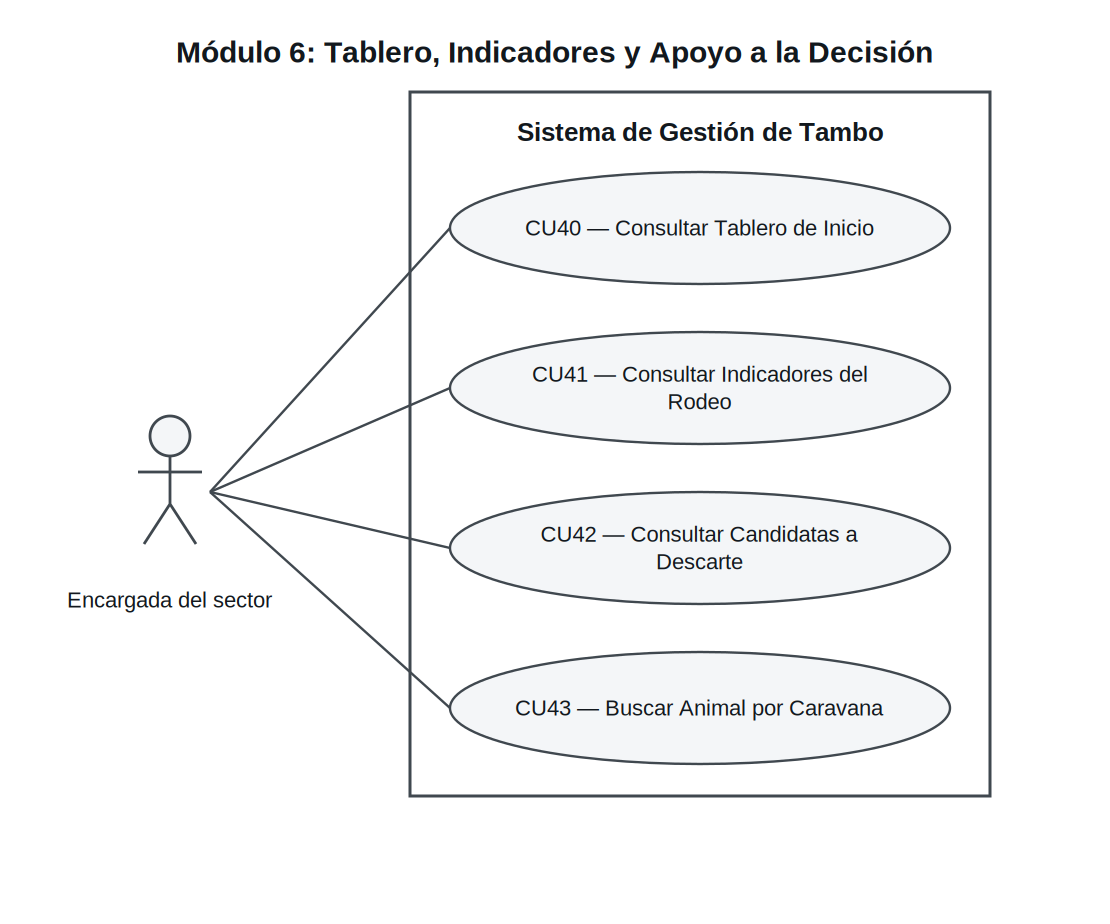 Módulo 6: Tablero, Indicadores y Apoyo a la Decisión
Sistema de Gestión de Tambo
CU40 — Consultar Tablero de Inicio
CU41 — Consultar Indicadores del
Rodeo
CU42 — Consultar Candidatas a
Descarte
Encargada del sector
CU43 — Buscar Animal por Caravana